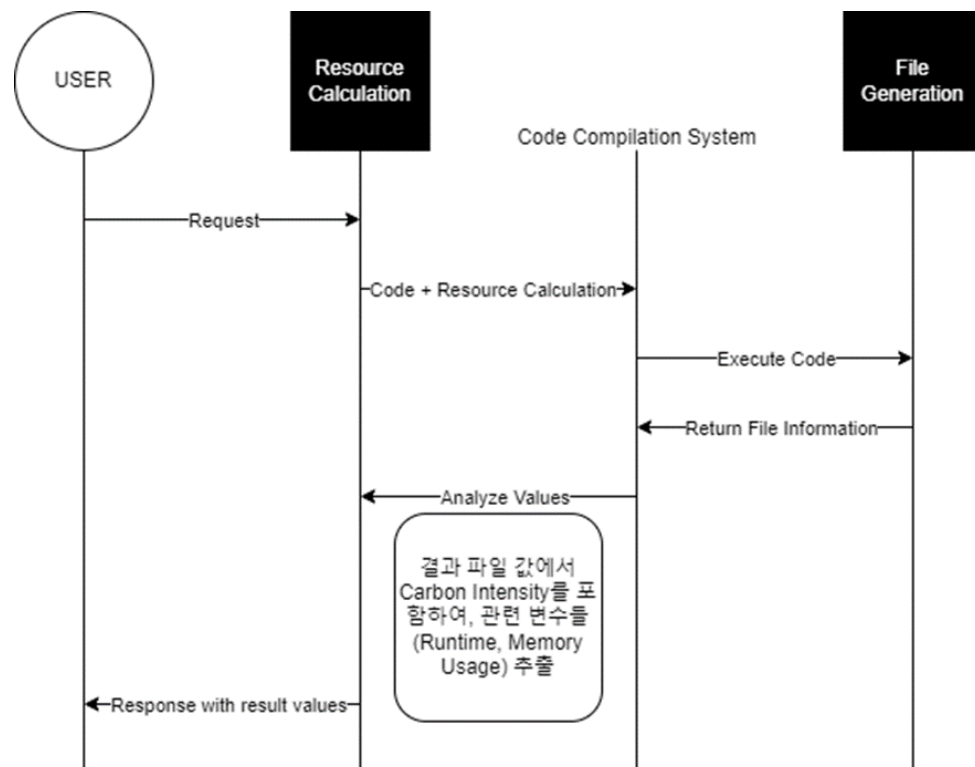 USER
Resource
Calculation
File
Generation
Code Compilation System
Request
Code + Resource Calculation
Execute Code
Return File Information
Analyze Values
결과 파일 값에서
Carbon Intensity를 포
함하여, 관련 변수들
(Runtime, Memory
Usage) 추출
Response with result values